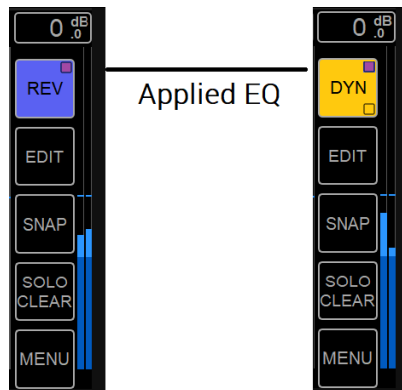 0 dB .0
REV
EDIT
SNAP
SOLO
CLEAR
MENU
Applied EQ
0 dB .0
DYN
EDIT
SNAP
SOLO
CLEAR
MENU